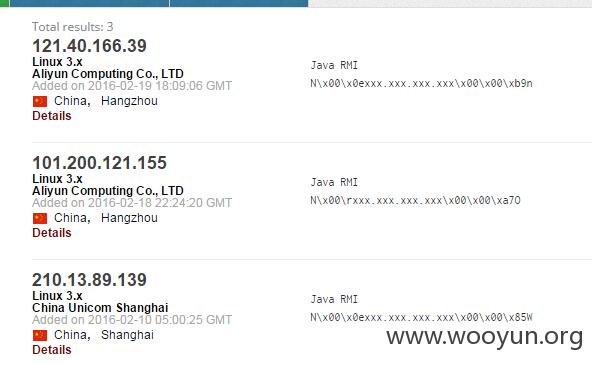 Total results: 3
121.40.166.39
Linux 3.x
Aliyun Computing Co., LTD
Added on 2016-02-19 18:09:06 GMT
China, Hangzhou
Details
Java RMI
N\x00\x0exxx.xxx.xxx.xxx\x00\x00\xb9n
101.200.121.155
Linux 3.x
Aliyun Computing Co., LTD
Added on 2016-02-18 22:24:20 GMT
China, Hangzhou
Details
Java RMI
N\x00\rxxx.xxx.xxx.xxx\x00\x00\xa7O
210.13.89.139
Linux 3.x
China Unicom Shanghai
Added on 2016-02-10 05:00:25 GMT
China, Shanghai
Details
Java RMI
N\x00\x0exxx.xxx.xxx.xxx\x00\x00\x85W
www.wooyun.org